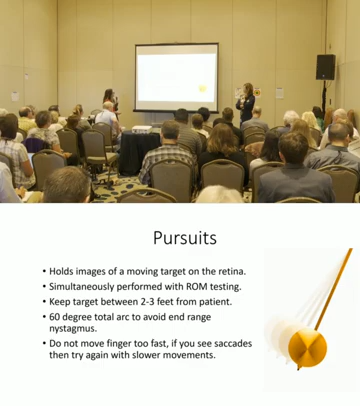 Pursuits
• Holds images of a moving target on the retina.
• Simultaneously performed with ROM testing.
• Keep target between 2-3 feet from patient.
• 60 degree total arc to avoid end range
nystagmus.
• Do not move finger too fast, if you see saccades
then try again with slower movements.